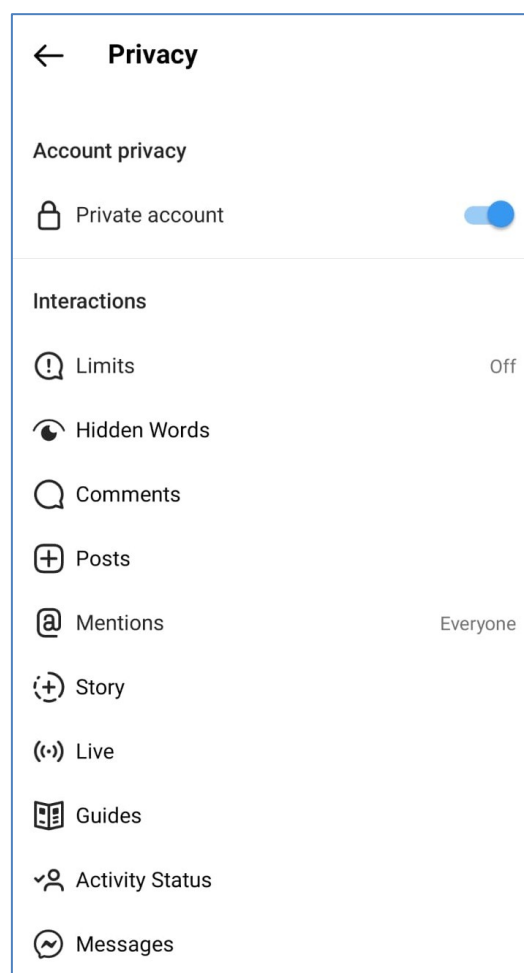 Privacy
Account privacy
Private account
Interactions
Limits Off
Hidden Words
Comments
Posts
Mentions Everyone
Story
Live
Guides
Activity Status
Messages